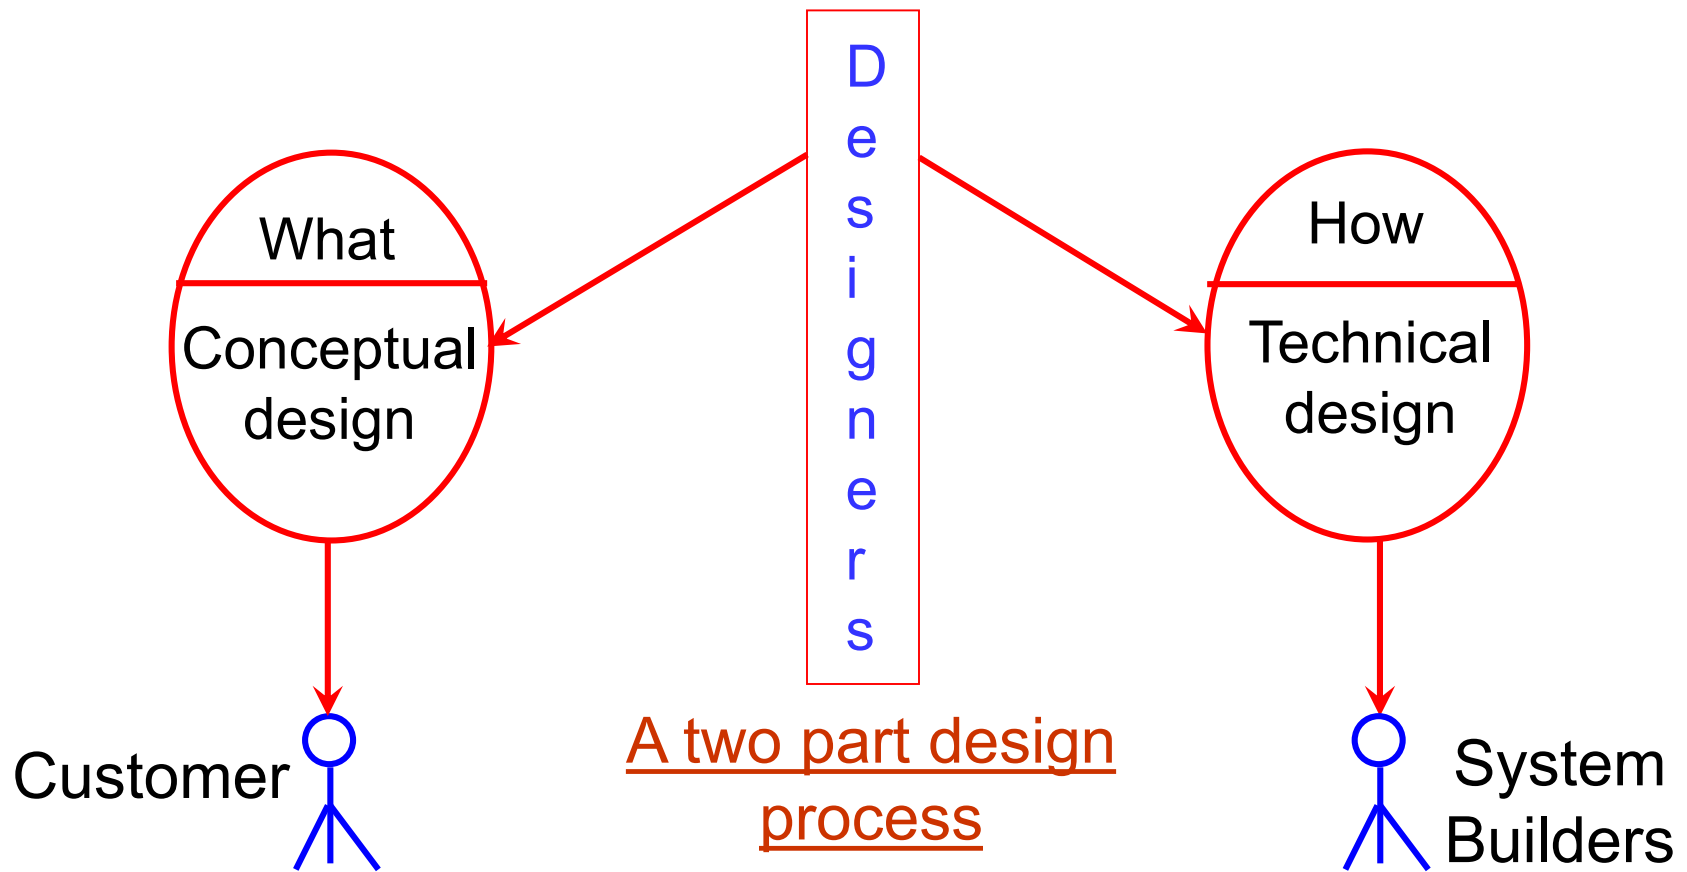 What
Conceptual
design
Customer
D
e
s
i
g
n
e
r
s
A two part design
process
How
Technical
design
System
Builders